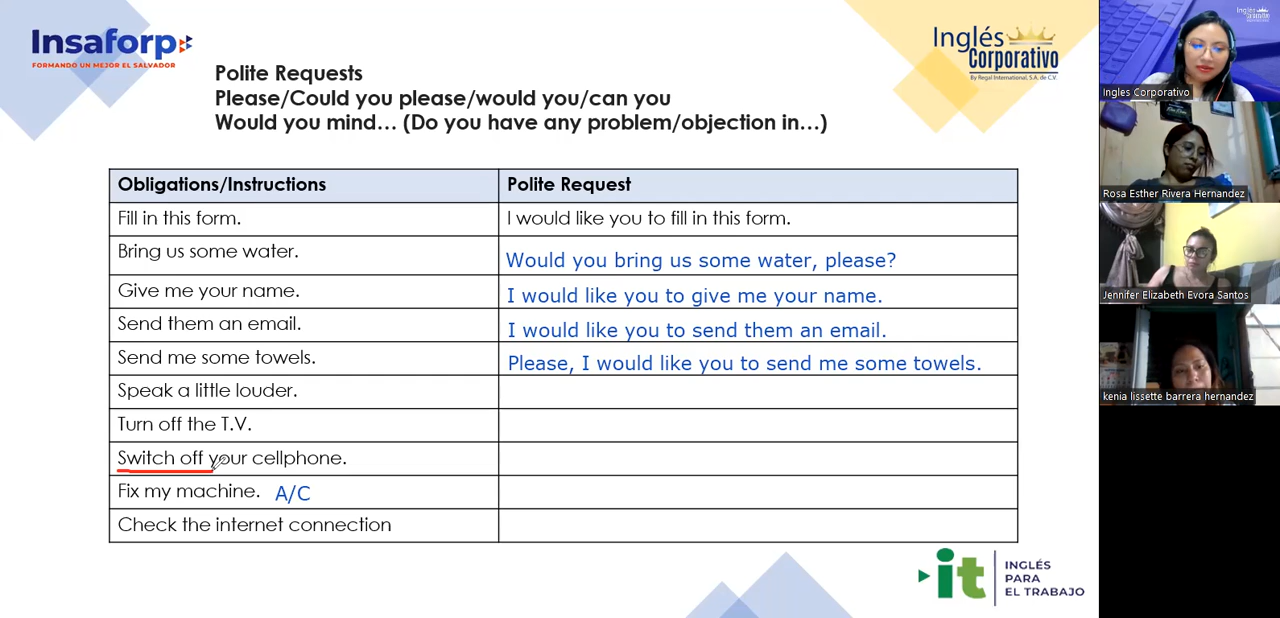 Insaforp
FORMANDO UN MEJOR EL SALVADOR
Inglés
Corporativo
By Regal International, S.A. de C.V.
Polite Requests
Please/Could you please/would you/can you
Would you mind... (Do you have any problem/objection in...)
Obligations/Instructions Polite Request
Fill in this form. I would like you to fill in this form.
Bring us some water. Would you bring us some water, please?
Give me your name. I would like you to give me your name.
Send them an email. I would like you to send them an email.
Send me some towels. Please, I would like you to send me some towels.
Speak a little louder.
Turn off the T.V.
Switch off your cellphone.
Fix my machine. A/C
Check the internet connection
it
INGLÉS
PARA
EL TRABAJO
Inglés
Corporativo
Ingles Corporativo
Rosa Esther Rivera Hernandez
Jennifer Elizabeth Evora Santos
kenia lissette barrera hernandez